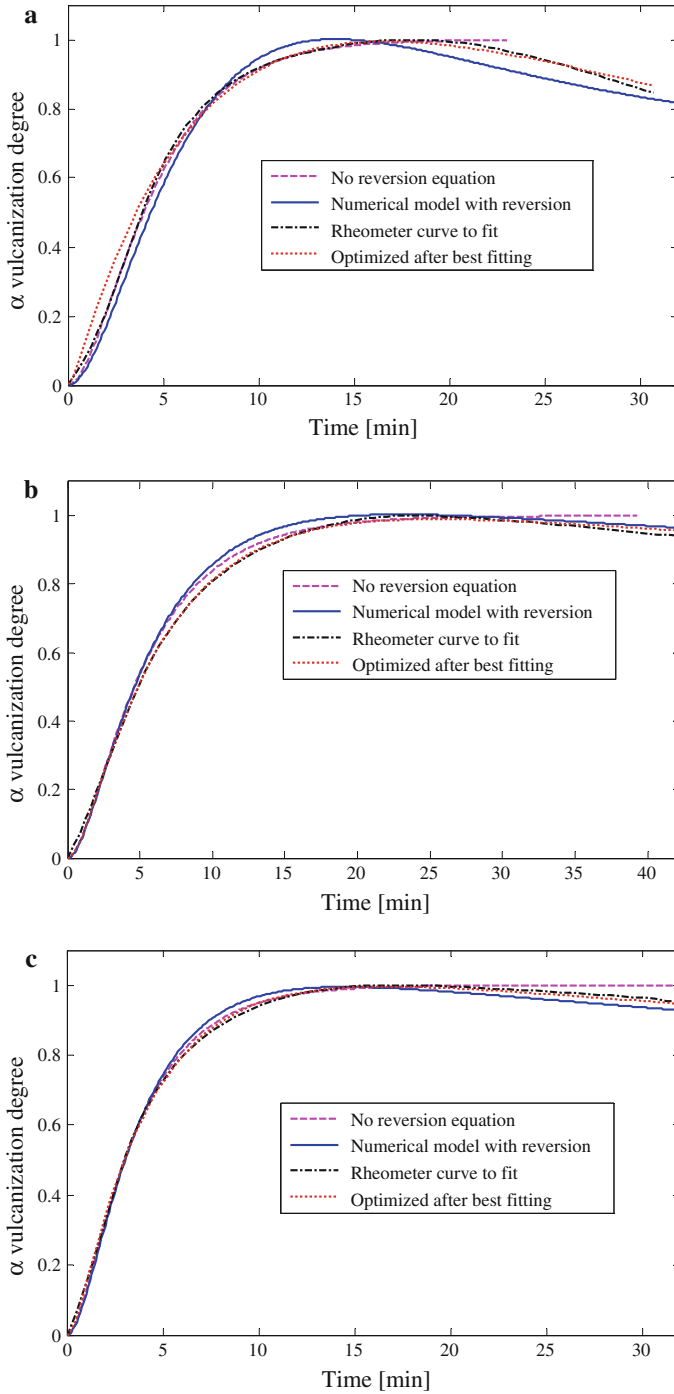 a
1
0.8
0.6
0.4
0.2
0
α vulcanization degree
No reversion equation
Numerical model with reversion
Rheometer curve to fit
Optimized after best fitting
0 5 10 15 20 25 30
Time [min]
b
1
0.8
0.6
0.4
0.2
0
α vulcanization degree
No reversion equation
Numerical model with reversion
Rheometer curve to fit
Optimized after best fitting
0 5 10 15 20 25 30 35 40
Time [min]
c
1
0.8
0.6
0.4
0.2
0
α vulcanization degree
No reversion equation
Numerical model with reversion
Rheometer curve to fit
Optimized after best fitting
0 5 10 15 20 25 30
Time [min]